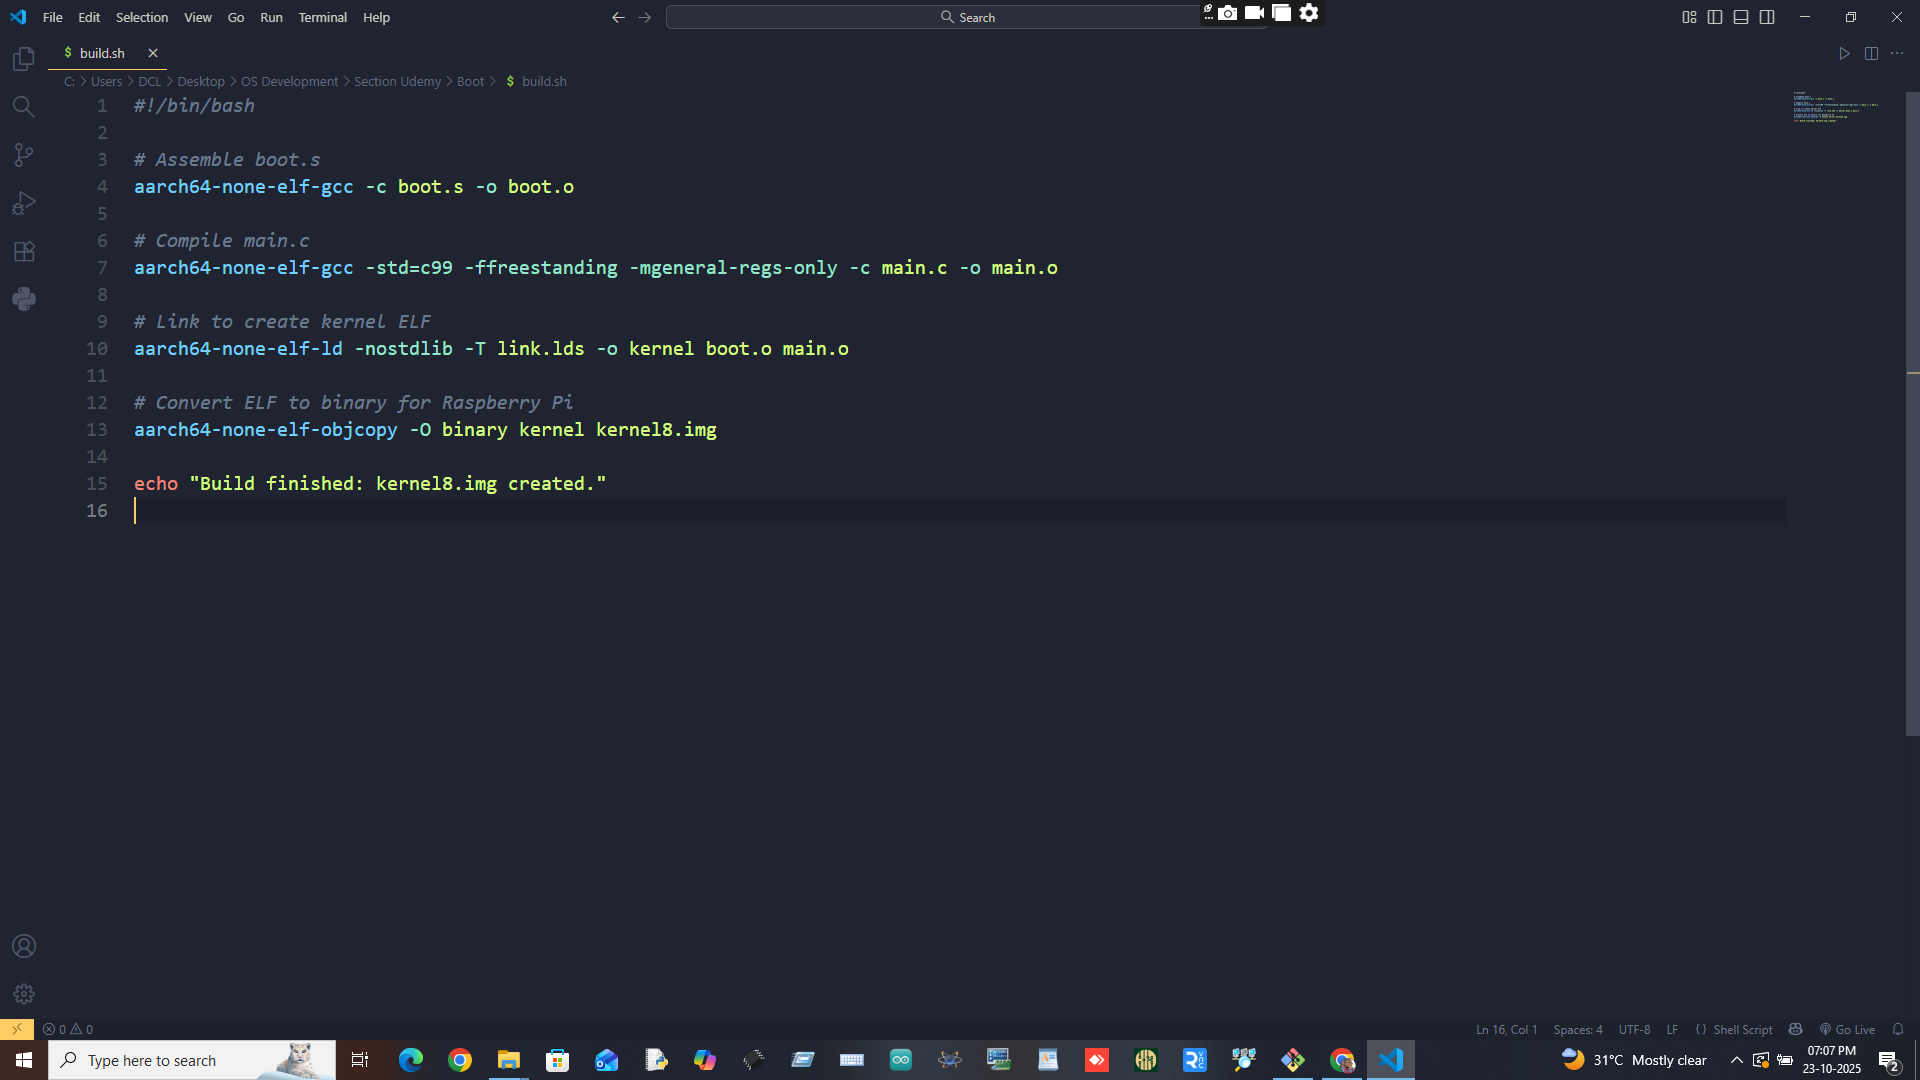 File Edit Selection View Go Run Terminal Help
Search
$ build.sh
C: > Users > DCL > Desktop > OS Development > Section Udemy > Boot > $ build.sh
1 #!/bin/bash
2
3 # Assemble boot.s
4 aarch64-none-elf-gcc -c boot.s -o boot.o
5
6 # Compile main.c
7 aarch64-none-elf-gcc -std=c99 -ffreestanding -mgeneral-regs-only -c main.c -o main.o
8
9 # Link to create kernel ELF
10 aarch64-none-elf-ld -nostdlib -T link.lds -o kernel boot.o main.o
11
12 # Convert ELF to binary for Raspberry Pi
13 aarch64-none-elf-objcopy -O binary kernel kernel8.img
14
15 echo "Build finished: kernel8.img created."
16
0 0 Ln 16, Col 1 Spaces: 4 UTF-8 LF {} Shell Script Go Live
Type here to search
31°C Mostly clear
07:07 PM
23-10-2025
2